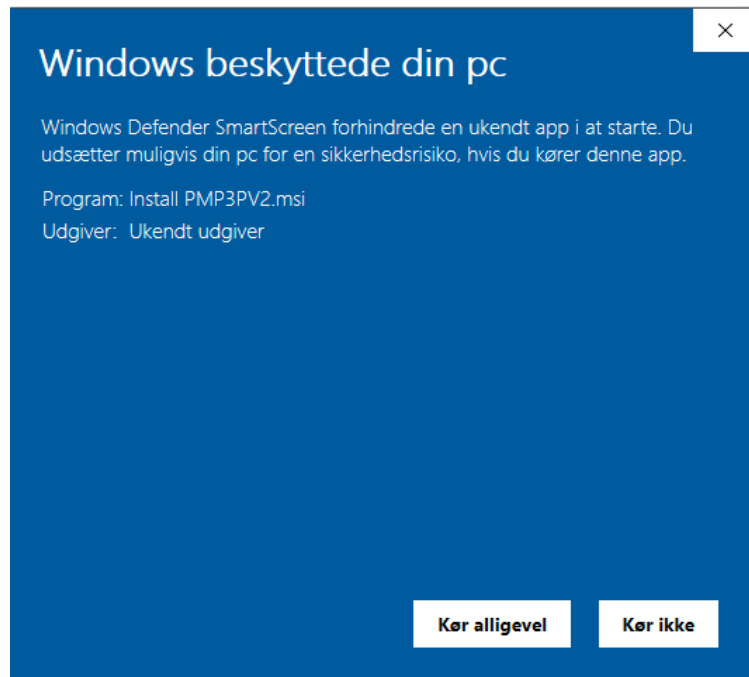 Windows beskyttede din pc
Windows Defender SmartScreen forhindrede en ukendt app i at starte. Du
udsætter muligvis din pc for en sikkerhedsrisiko, hvis du kører denne app.
Program: Install PMP3PV2.msi
Udgiver: Ukendt udgiver
Kør alligevel
Kør ikke